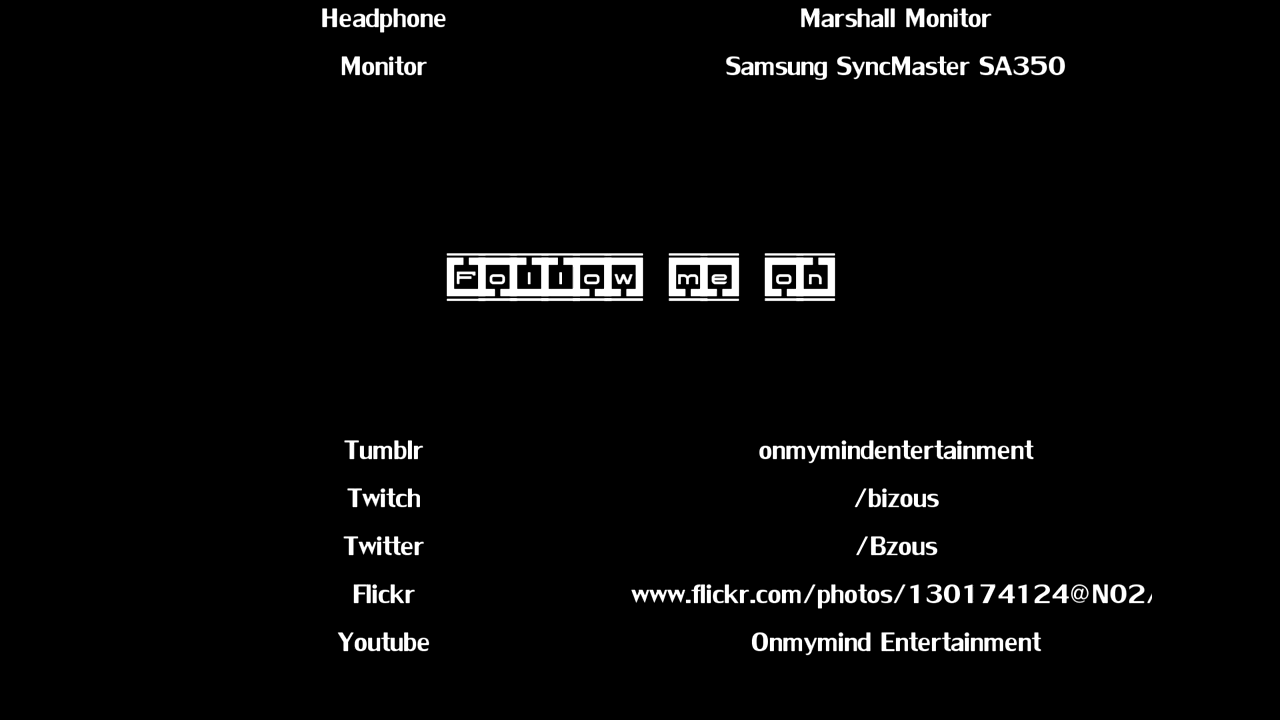 Headphone Marshall Monitor
Monitor Samsung SyncMaster SA350
Follow me on
Tumblr onmymindentertainment
Twitch /bizous
Twitter /Bzous
Flickr www.flickr.com/photos/130174124@N02/
Youtube Onmymind Entertainment